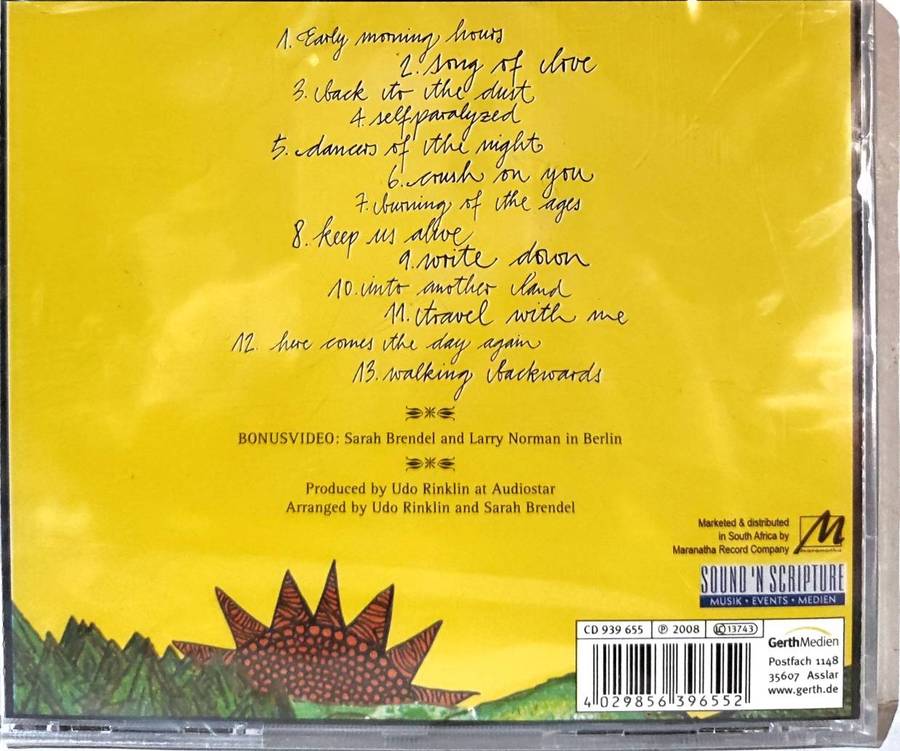 1. Early morning hours
2. song of love
3. back to the dust
4. selfparalyzed
5. dancers of the night
6. crush on you
7. burning of the ages
8. keep us alive
9. write down
10. into another land
11. travel with me
12. here comes the day again
13. walking backwards
BONUSVIDEO: Sarah Brendel and Larry Norman in Berlin
Produced by Udo Rinklin at Audiostar
Arranged by Udo Rinklin and Sarah Brendel
Marketed & distributed
in South Africa by
Maranatha Record Company
M
SOUND 'N SCRIPTURE
MUSIK • EVENTS • MEDIEN
CD 939 655 ℗ 2008 LC 13743
GerthMedien
Postfach 1148
35607 Asslar
www.gerth.de
4 029856 396552